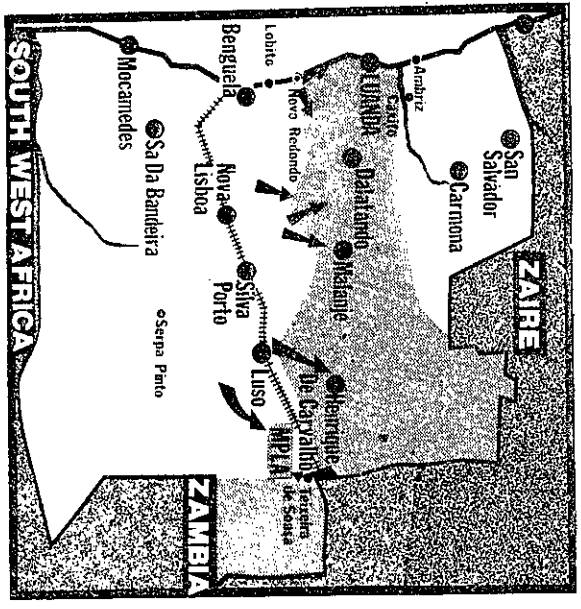 ZAIRE
San
Salvador
Carmona
Ambriz
Caxito
LUANDA
Dalatando
Malanje
Henrique
De Carvalho
Novo Redondo
Lobito
Benguela
Nova
Lisboa
Silva
Porto
Luso
MPLA
Teixeira
de Sousa
Serpa Pinto
Sa Da Bandeira
Mocamedes
ZAMBIA
SOUTH WEST AFRICA